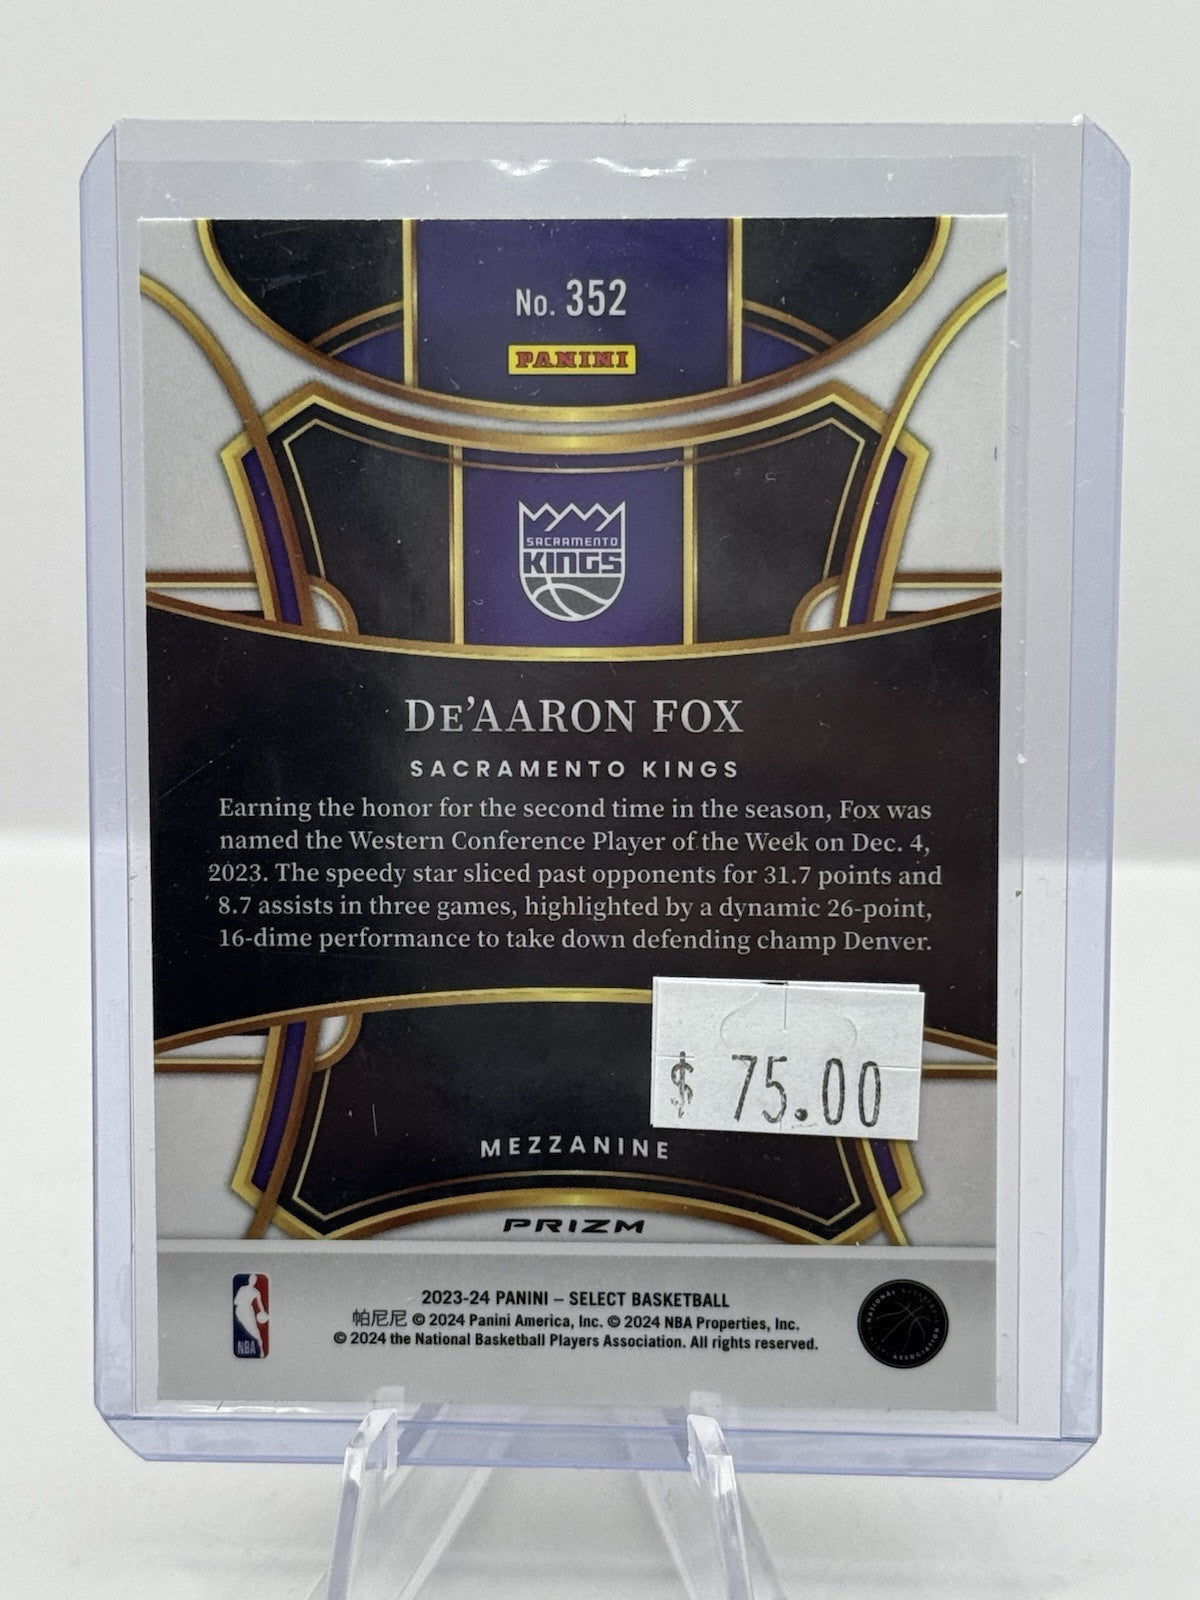 No. 352
PANINI
SACRAMENTO
KINGS
DE'AARON FOX
SACRAMENTO KINGS
Earning the honor for the second time in the season, Fox was
named the Western Conference Player of the Week on Dec. 4,
2023. The speedy star sliced past opponents for 31.7 points and
8.7 assists in three games, highlighted by a dynamic 26-point,
16-dime performance to take down defending champ Denver.
$ 75.00
MEZZANINE
PRIZM
2023-24 PANINI – SELECT BASKETBALL
帕尼尼 © 2024 Panini America, Inc. © 2024 NBA Properties, Inc.
© 2024 the National Basketball Players Association. All rights reserved.
NBA
NATIONAL BASKETBALL
ASSOCIATION